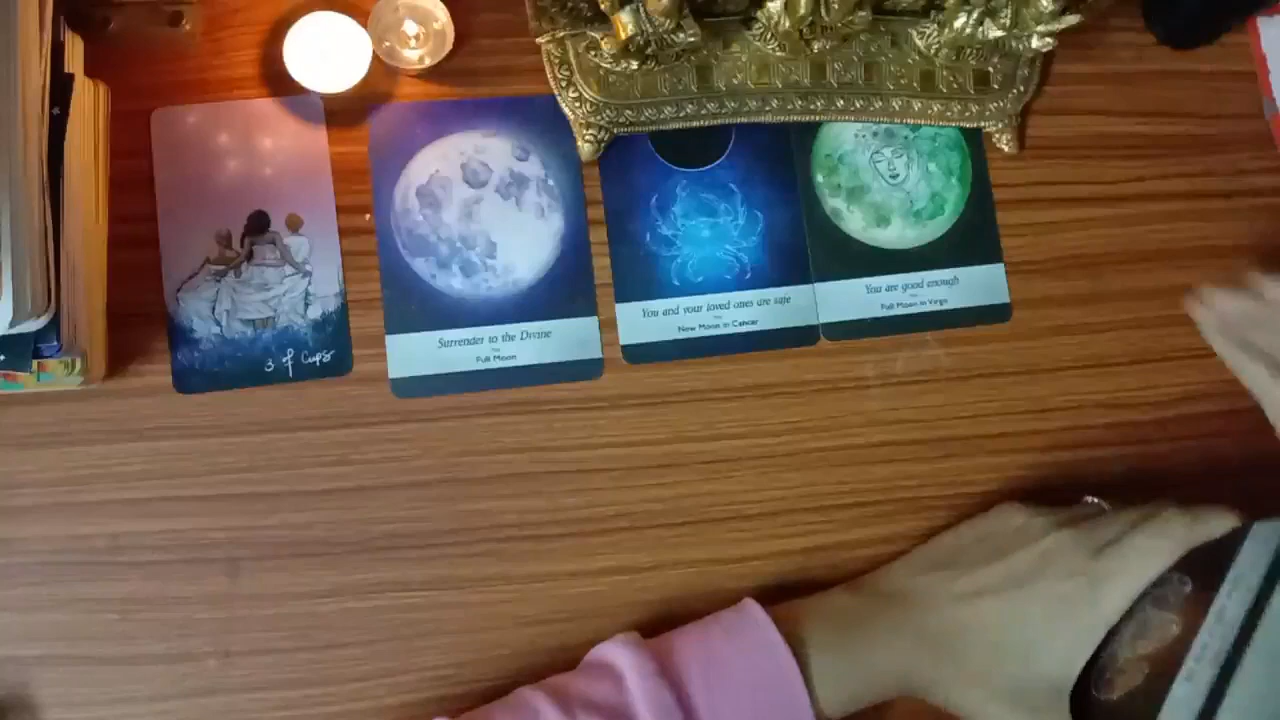 3 of Cups
Surrender to the Divine
Full Moon
You and your loved ones are safe
New Moon in Cancer
You are good enough
Full Moon in Virgo